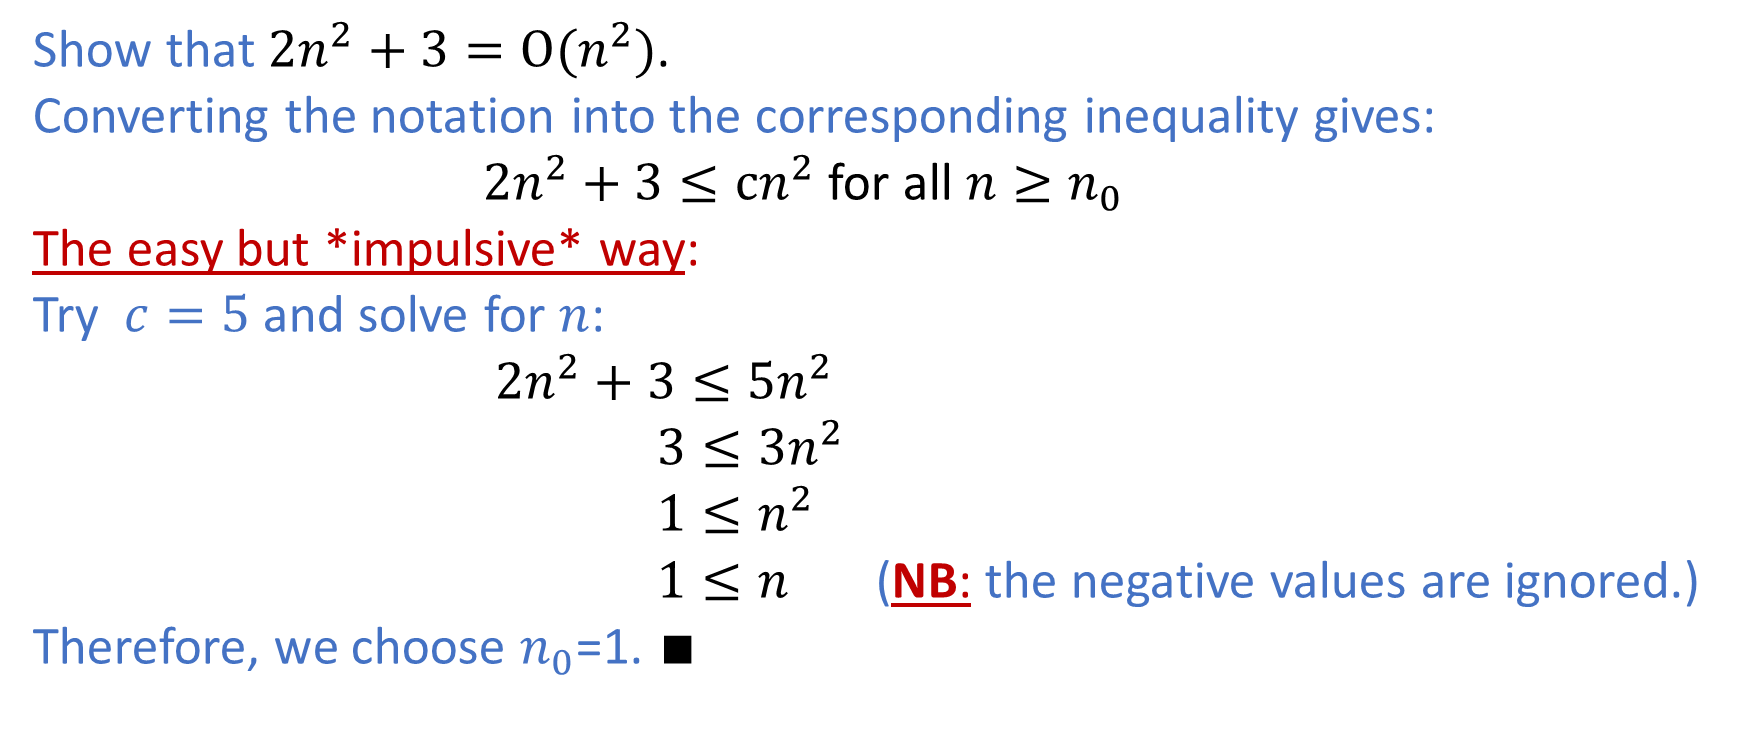 Show that 2n² + 3 = O(n²).
Converting the notation into the corresponding inequality gives:
2n² + 3 ≤ cn² for all n ≥ n₀
The easy but *impulsive* way:
Try c = 5 and solve for n:
2n² + 3 ≤ 5n²
3 ≤ 3n²
1 ≤ n²
1 ≤ n (NB: the negative values are ignored.)
Therefore, we choose n₀=1. ■